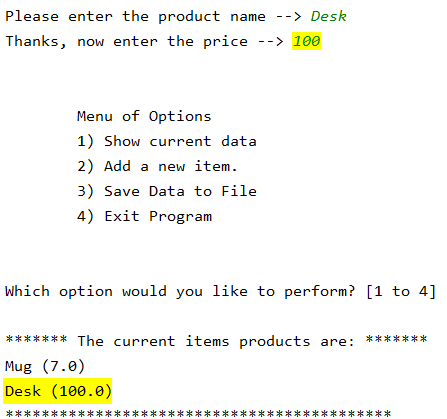 Please enter the product name --> Desk
Thanks, now enter the price --> 100
Menu of Options
1) Show current data
2) Add a new item.
3) Save Data to File
4) Exit Program
Which option would you like to perform? [1 to 4]
******* The current items products are: *******
Mug (7.0)
Desk (100.0)
*******************************************